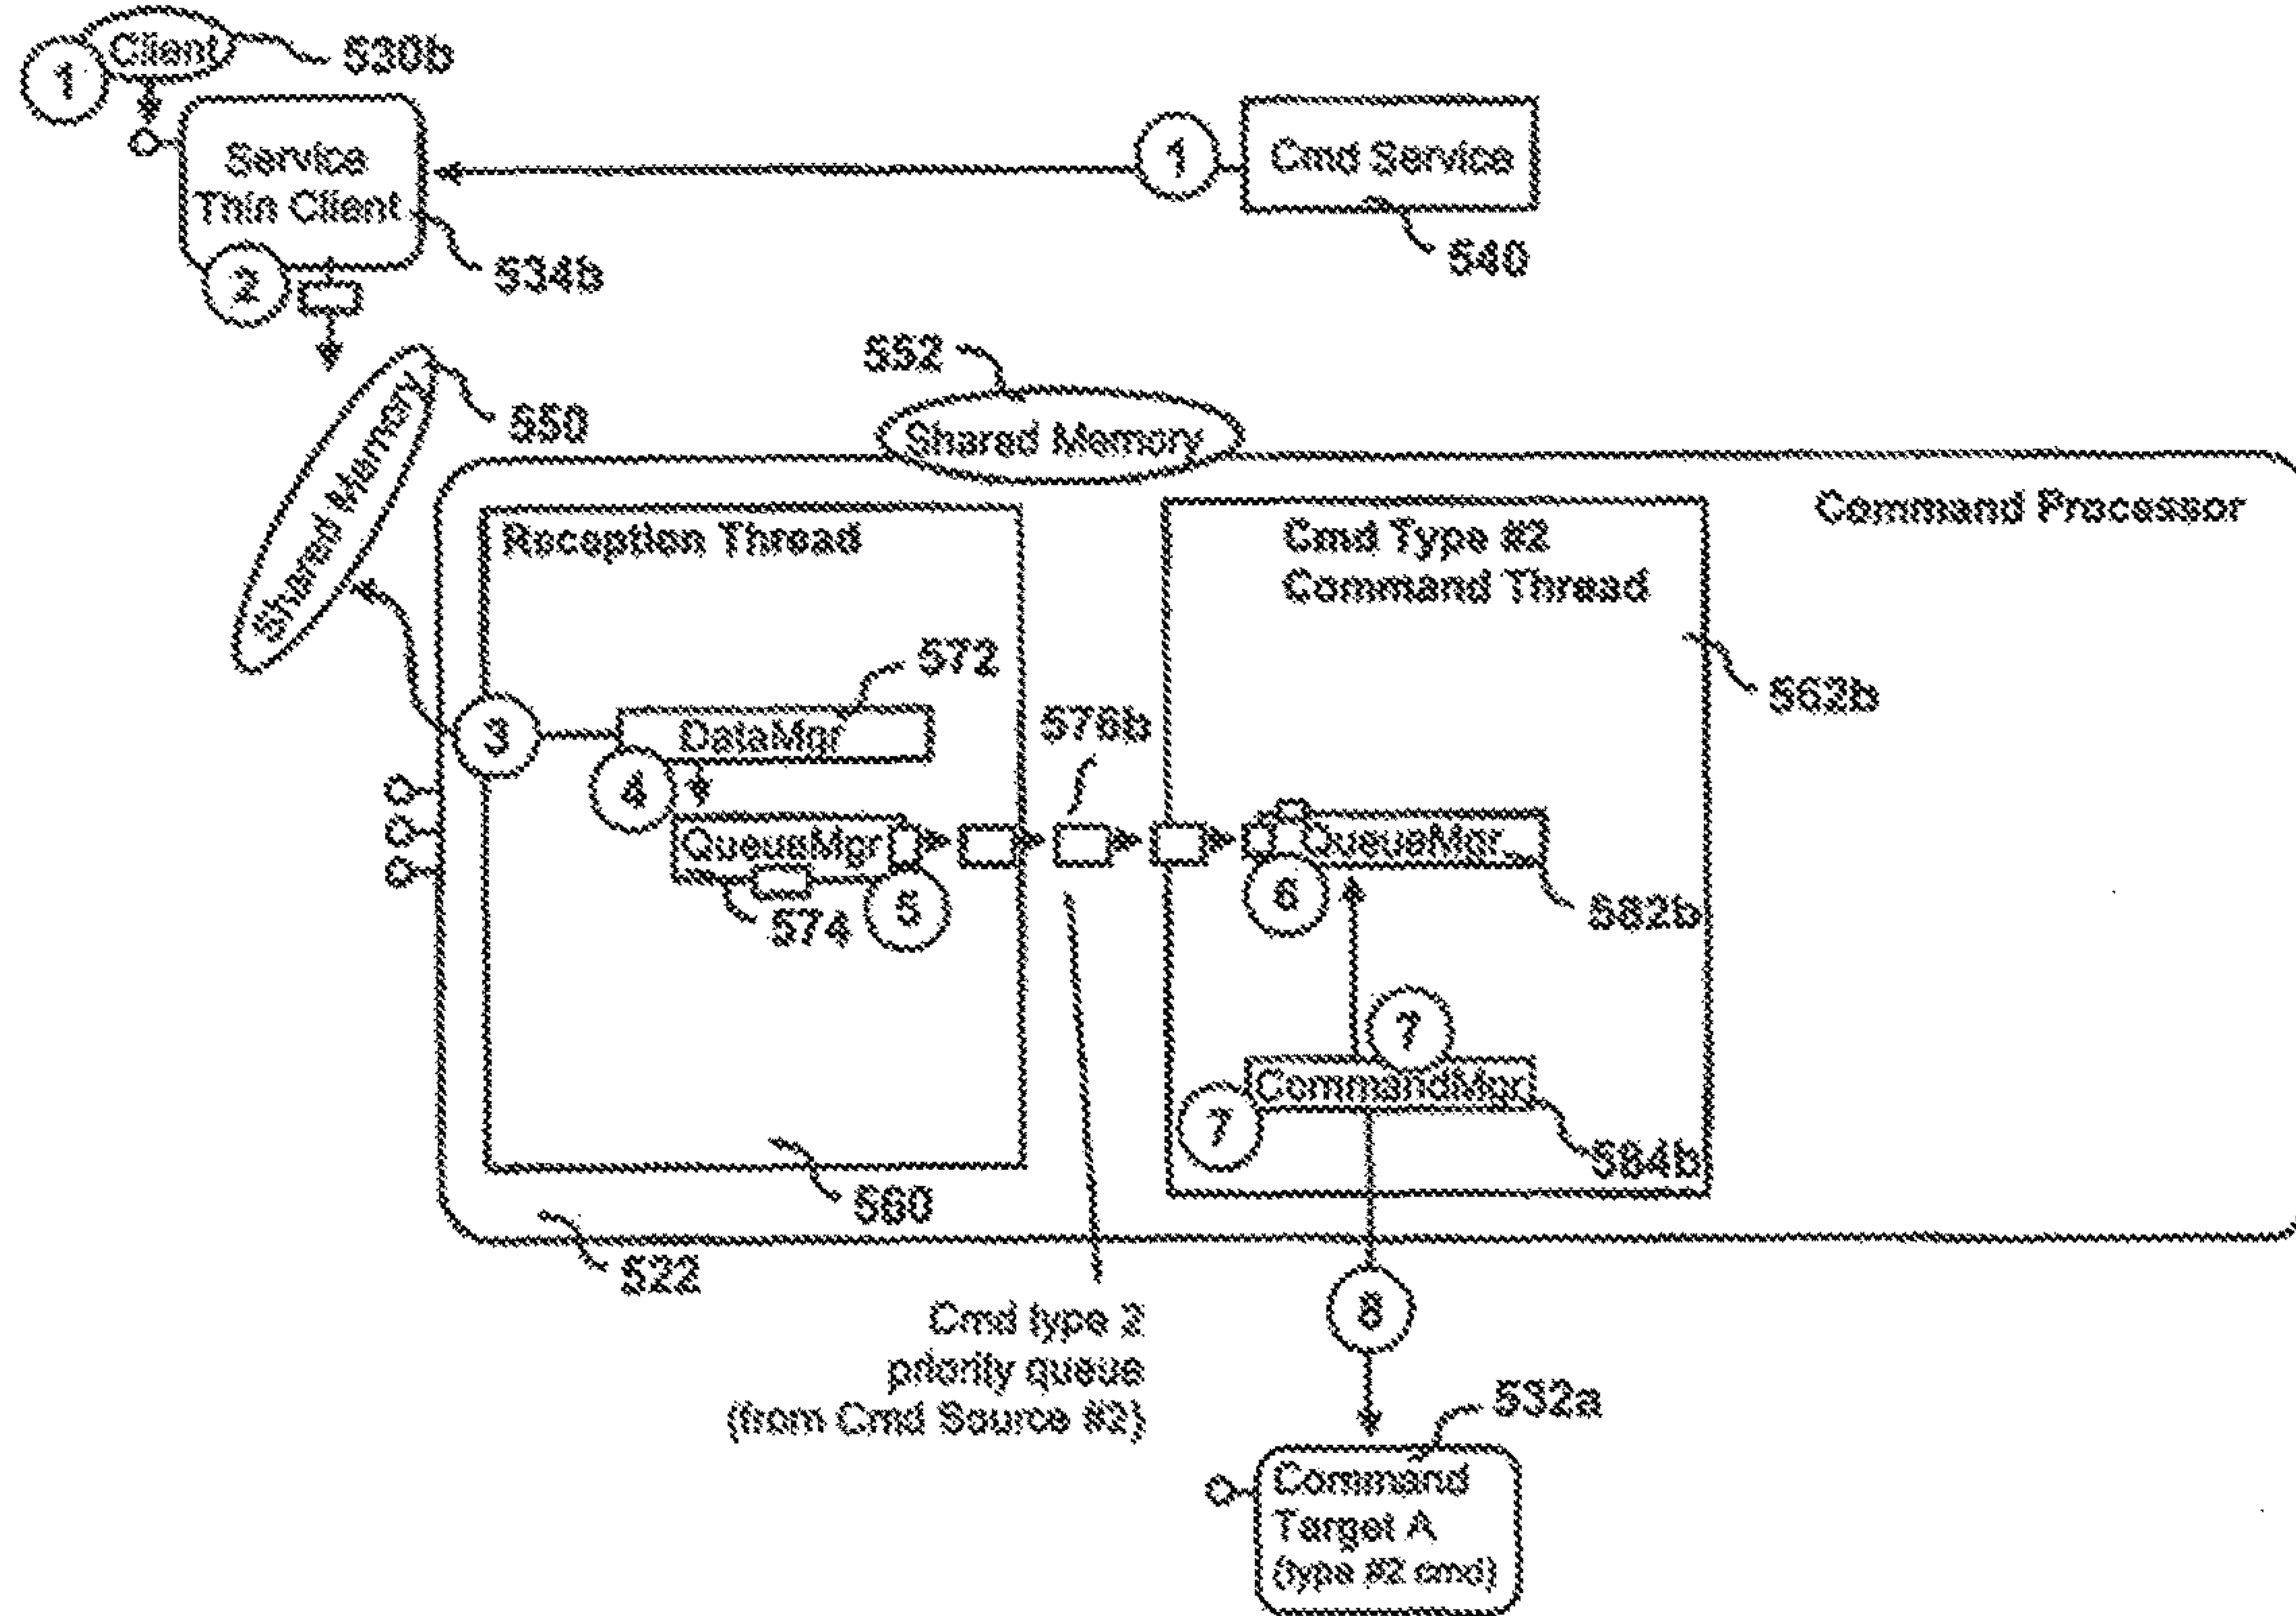 1
Client
530b
Service
Thin Client
534b
1
Cmd Service
540
2
550
Shared Memory
552
Shared Memory
Command Processor
Reception Thread
Cmd Type #2
Command Thread
562b
572
3
DataMgr
576b
4
QueueMgr
574
5
QueueMgr
6
582b
7
CommandMgr
7
584b
560
522
Cmd type 2
priority queue
(from Cmd Source #2)
8
532a
Command
Target A
(type #2 cmd)